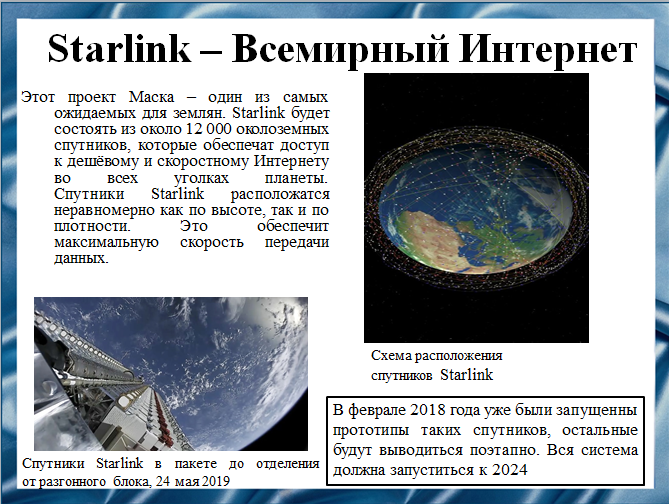 Starlink – Всемирный Интернет
Этот проект Маска – один из самых
ожидаемых для землян. Starlink будет
состоять из около 12 000 околоземных
спутников, которые обеспечат доступ
к дешёвому и скоростному Интернету
во всех уголках планеты.
Спутники Starlink расположатся
неравномерно как по высоте, так и по
плотности. Это обеспечит
максимальную скорость передачи
данных.
Схема расположения
спутников Starlink
Спутники Starlink в пакете до отделения
от разгонного блока, 24 мая 2019
В феврале 2018 года уже были запущенны
прототипы таких спутников, остальные
будут выводиться поэтапно. Вся система
должна запуститься к 2024